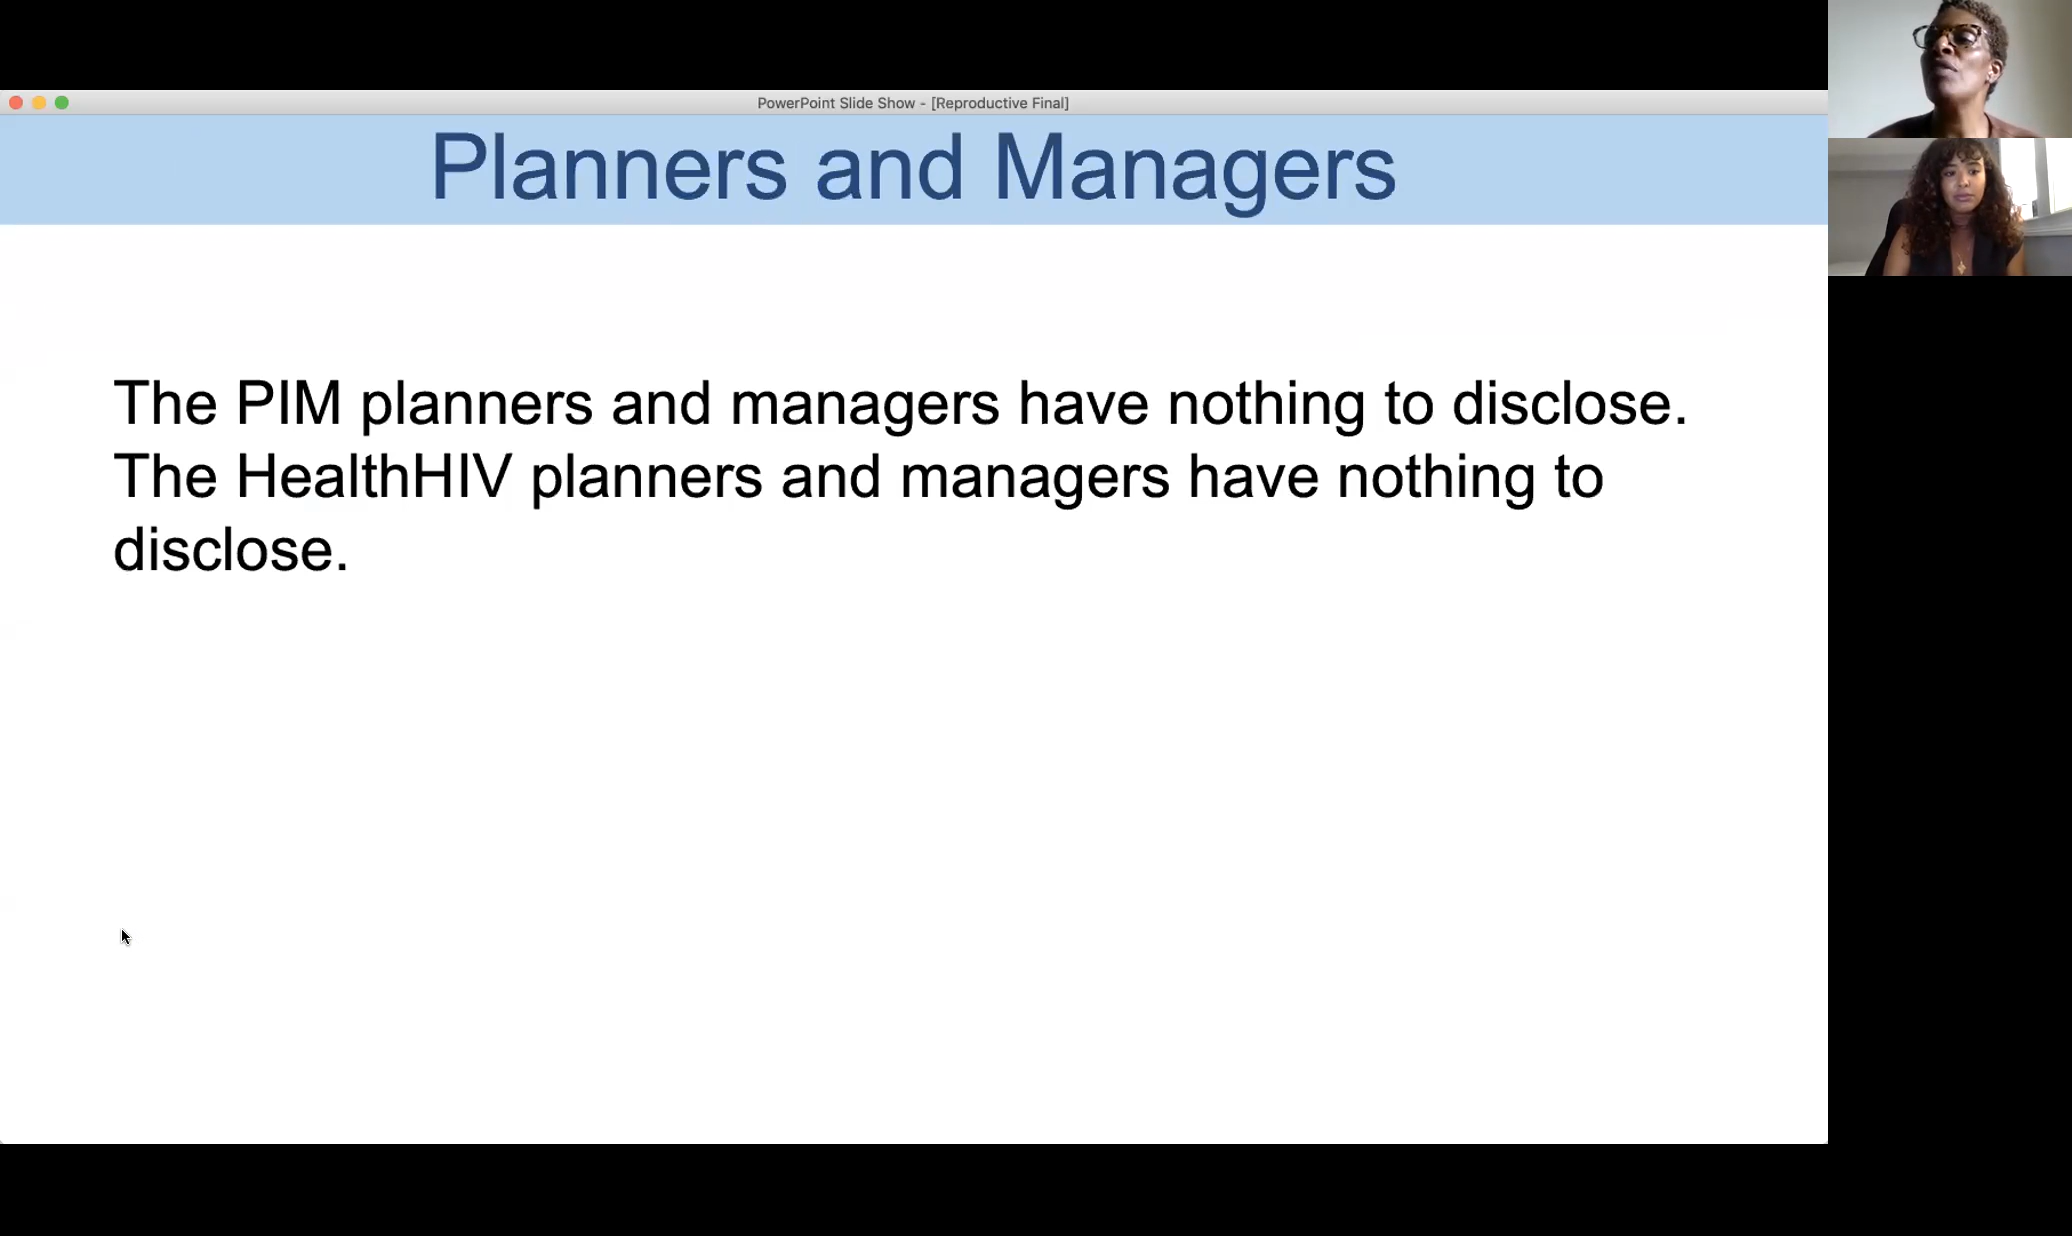 PowerPoint Slide Show - [Reproductive Final]
Planners and Managers
The PIM planners and managers have nothing to disclose.
The HealthHIV planners and managers have nothing to
disclose.